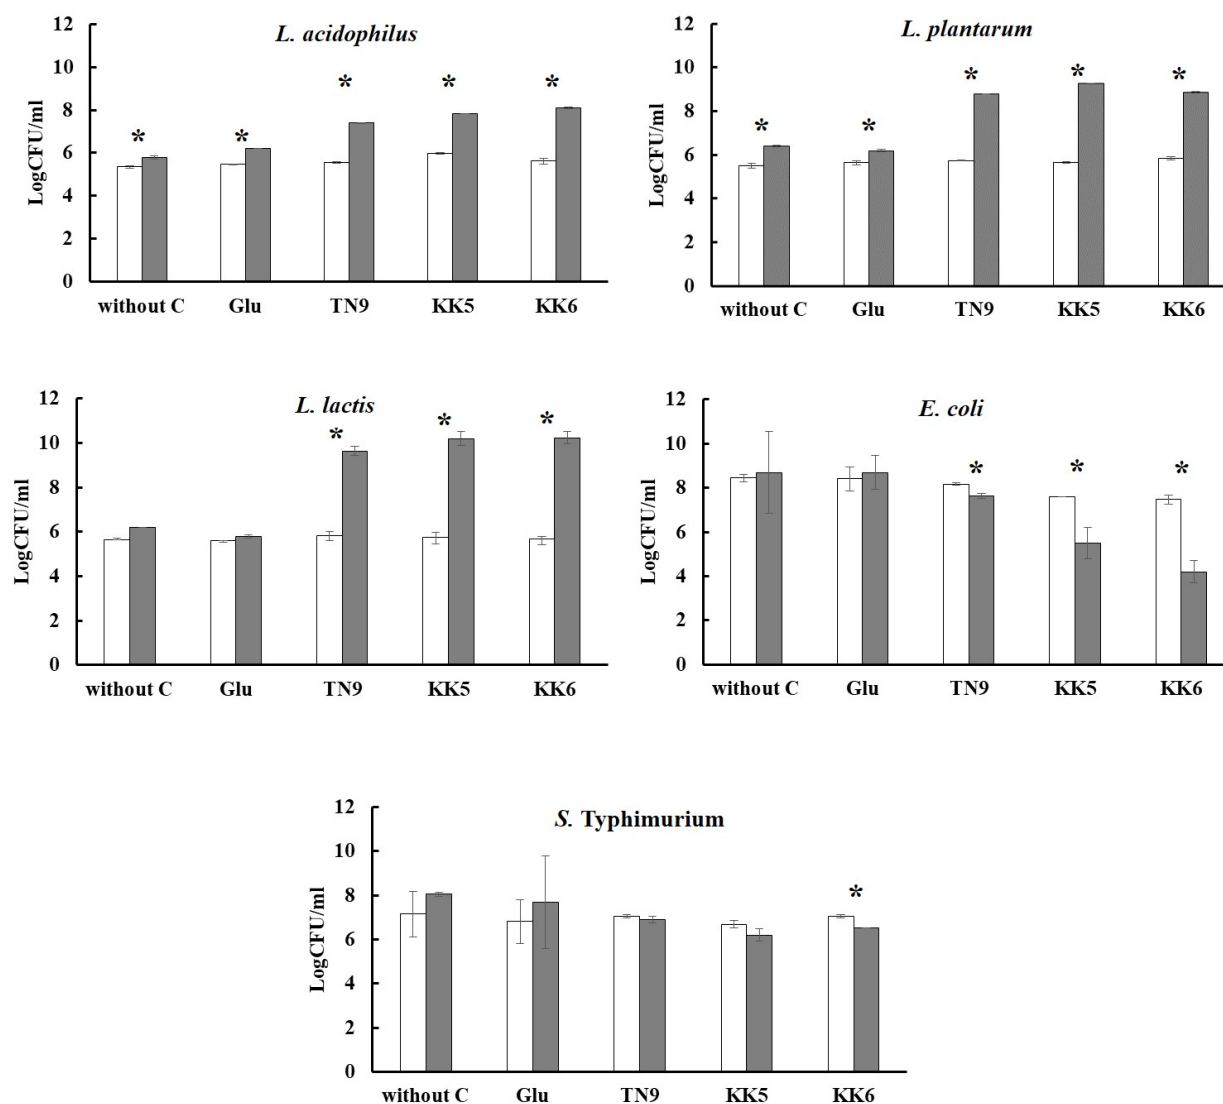 L. acidophilus
12
10
8
6
4
2
0
LogCFU/ml
* * * * *
without C Glu TN9 KK5 KK6
L. plantarum
12
10
8
6
4
2
0
LogCFU/ml
* * * * *
without C Glu TN9 KK5 KK6
L. lactis
12
10
8
6
4
2
0
LogCFU/ml
* * *
without C Glu TN9 KK5 KK6
E. coli
12
10
8
6
4
2
0
LogCFU/ml
* * *
without C Glu TN9 KK5 KK6
S. Typhimurium
12
10
8
6
4
2
0
LogCFU/ml
*
without C Glu TN9 KK5 KK6